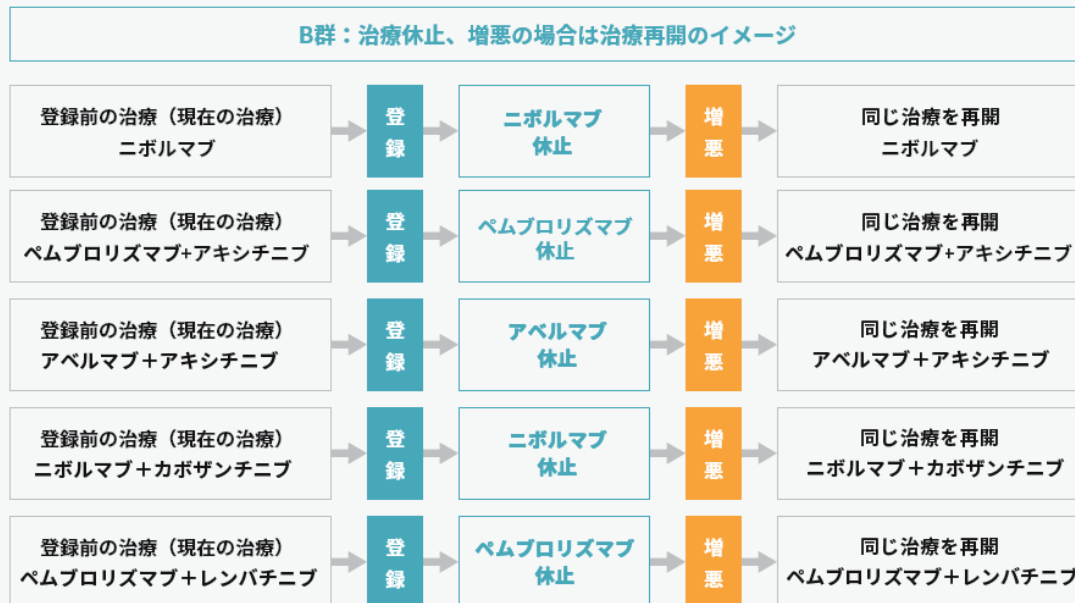 B群：治療休止、増悪の場合は治療再開のイメージ
登録前の治療（現在の治療）
ニボルマブ
登
録
ニボルマブ
休止
増
悪
同じ治療を再開
ニボルマブ
登録前の治療（現在の治療）
ペムブロリズマブ+アキシチニブ
登
録
ペムブロリズマブ
休止
増
悪
同じ治療を再開
ペムブロリズマブ+アキシチニブ
登録前の治療（現在の治療）
アベルマブ＋アキシチニブ
登
録
アベルマブ
休止
増
悪
同じ治療を再開
アベルマブ＋アキシチニブ
登録前の治療（現在の治療）
ニボルマブ＋カボザンチニブ
登
録
ニボルマブ
休止
増
悪
同じ治療を再開
ニボルマブ＋カボザンチニブ
登録前の治療（現在の治療）
ペムブロリズマブ＋レンバチニブ
登
録
ペムブロリズマブ
休止
増
悪
同じ治療を再開
ペムブロリズマブ＋レンバチニブ